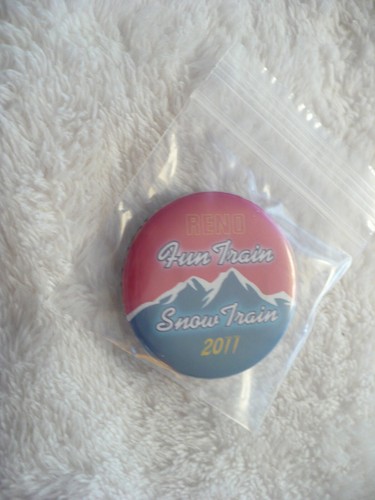 RENO
Fun Train
Snow Train
2011